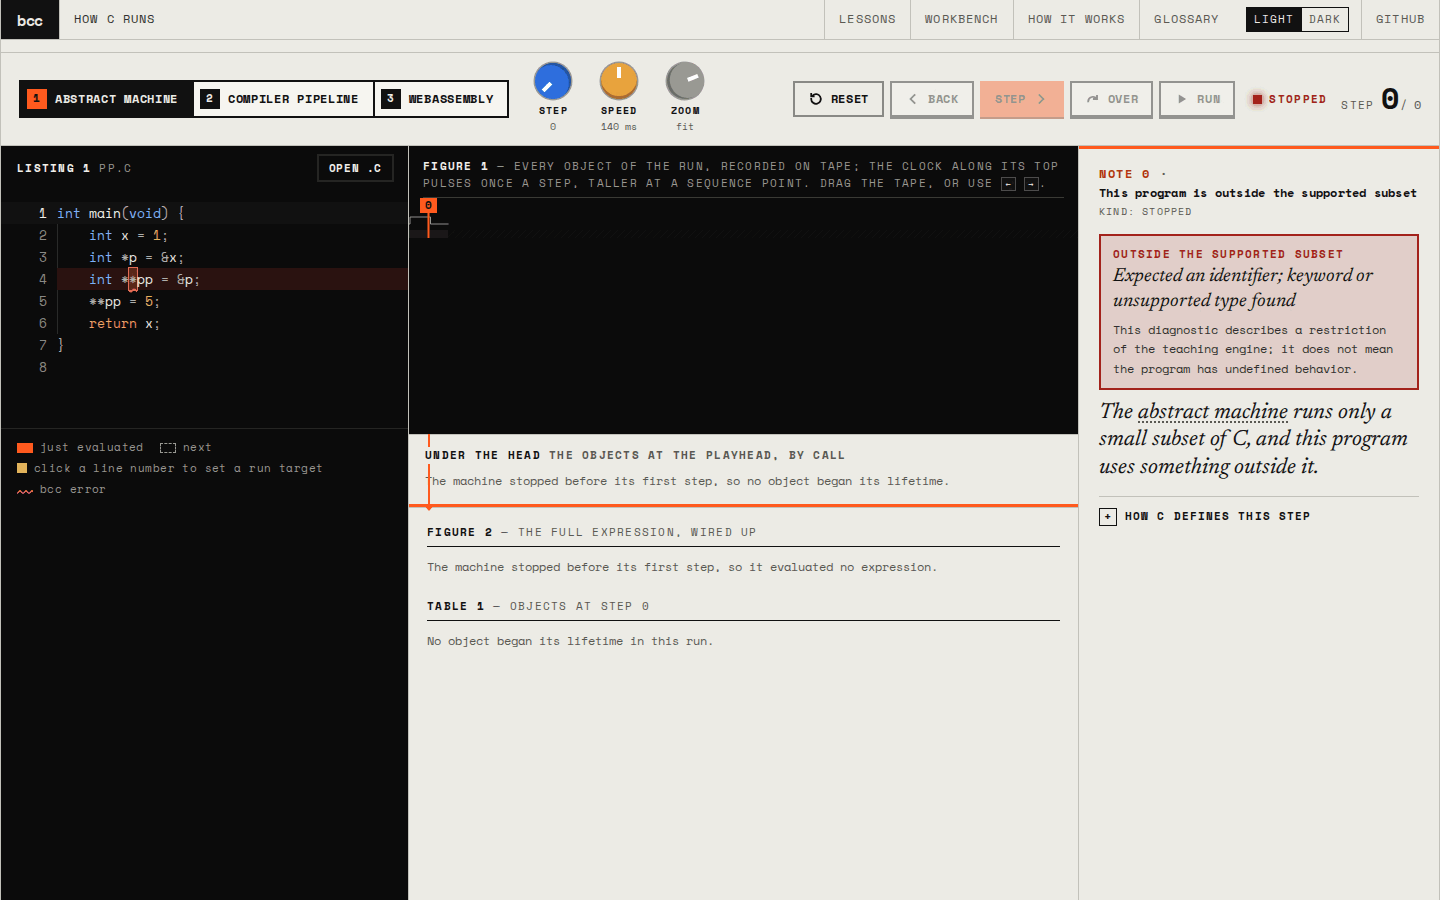 bcc HOW C RUNS LESSONS WORKBENCH HOW IT WORKS GLOSSARY LIGHT DARK GITHUB
1 ABSTRACT MACHINE 2 COMPILER PIPELINE 3 WEBASSEMBLY
STEP SPEED ZOOM
0 140 ms fit
RESET BACK STEP OVER RUN STOPPED STEP 0 / 0
LISTING 1 PP.C OPEN .C
1 int main(void) {
2 int x = 1;
3 int *p = &x;
4 int **pp = &p;
5 **pp = 5;
6 return x;
7 }
8
just evaluated next
click a line number to set a run target
bcc error
FIGURE 1 — EVERY OBJECT OF THE RUN, RECORDED ON TAPE; THE CLOCK ALONG ITS TOP
PULSES ONCE A STEP, TALLER AT A SEQUENCE POINT. DRAG THE TAPE, OR USE ← →.
0
UNDER THE HEAD THE OBJECTS AT THE PLAYHEAD, BY CALL
The machine stopped before its first step, so no object began its lifetime.
FIGURE 2 — THE FULL EXPRESSION, WIRED UP
The machine stopped before its first step, so it evaluated no expression.
TABLE 1 — OBJECTS AT STEP 0
No object began its lifetime in this run.
NOTE 0 ·
This program is outside the supported subset
KIND: STOPPED
OUTSIDE THE SUPPORTED SUBSET
Expected an identifier; keyword or
unsupported type found
This diagnostic describes a restriction
of the teaching engine; it does not mean
the program has undefined behavior.
The abstract machine runs only a
small subset of C, and this program
uses something outside it.
+ HOW C DEFINES THIS STEP